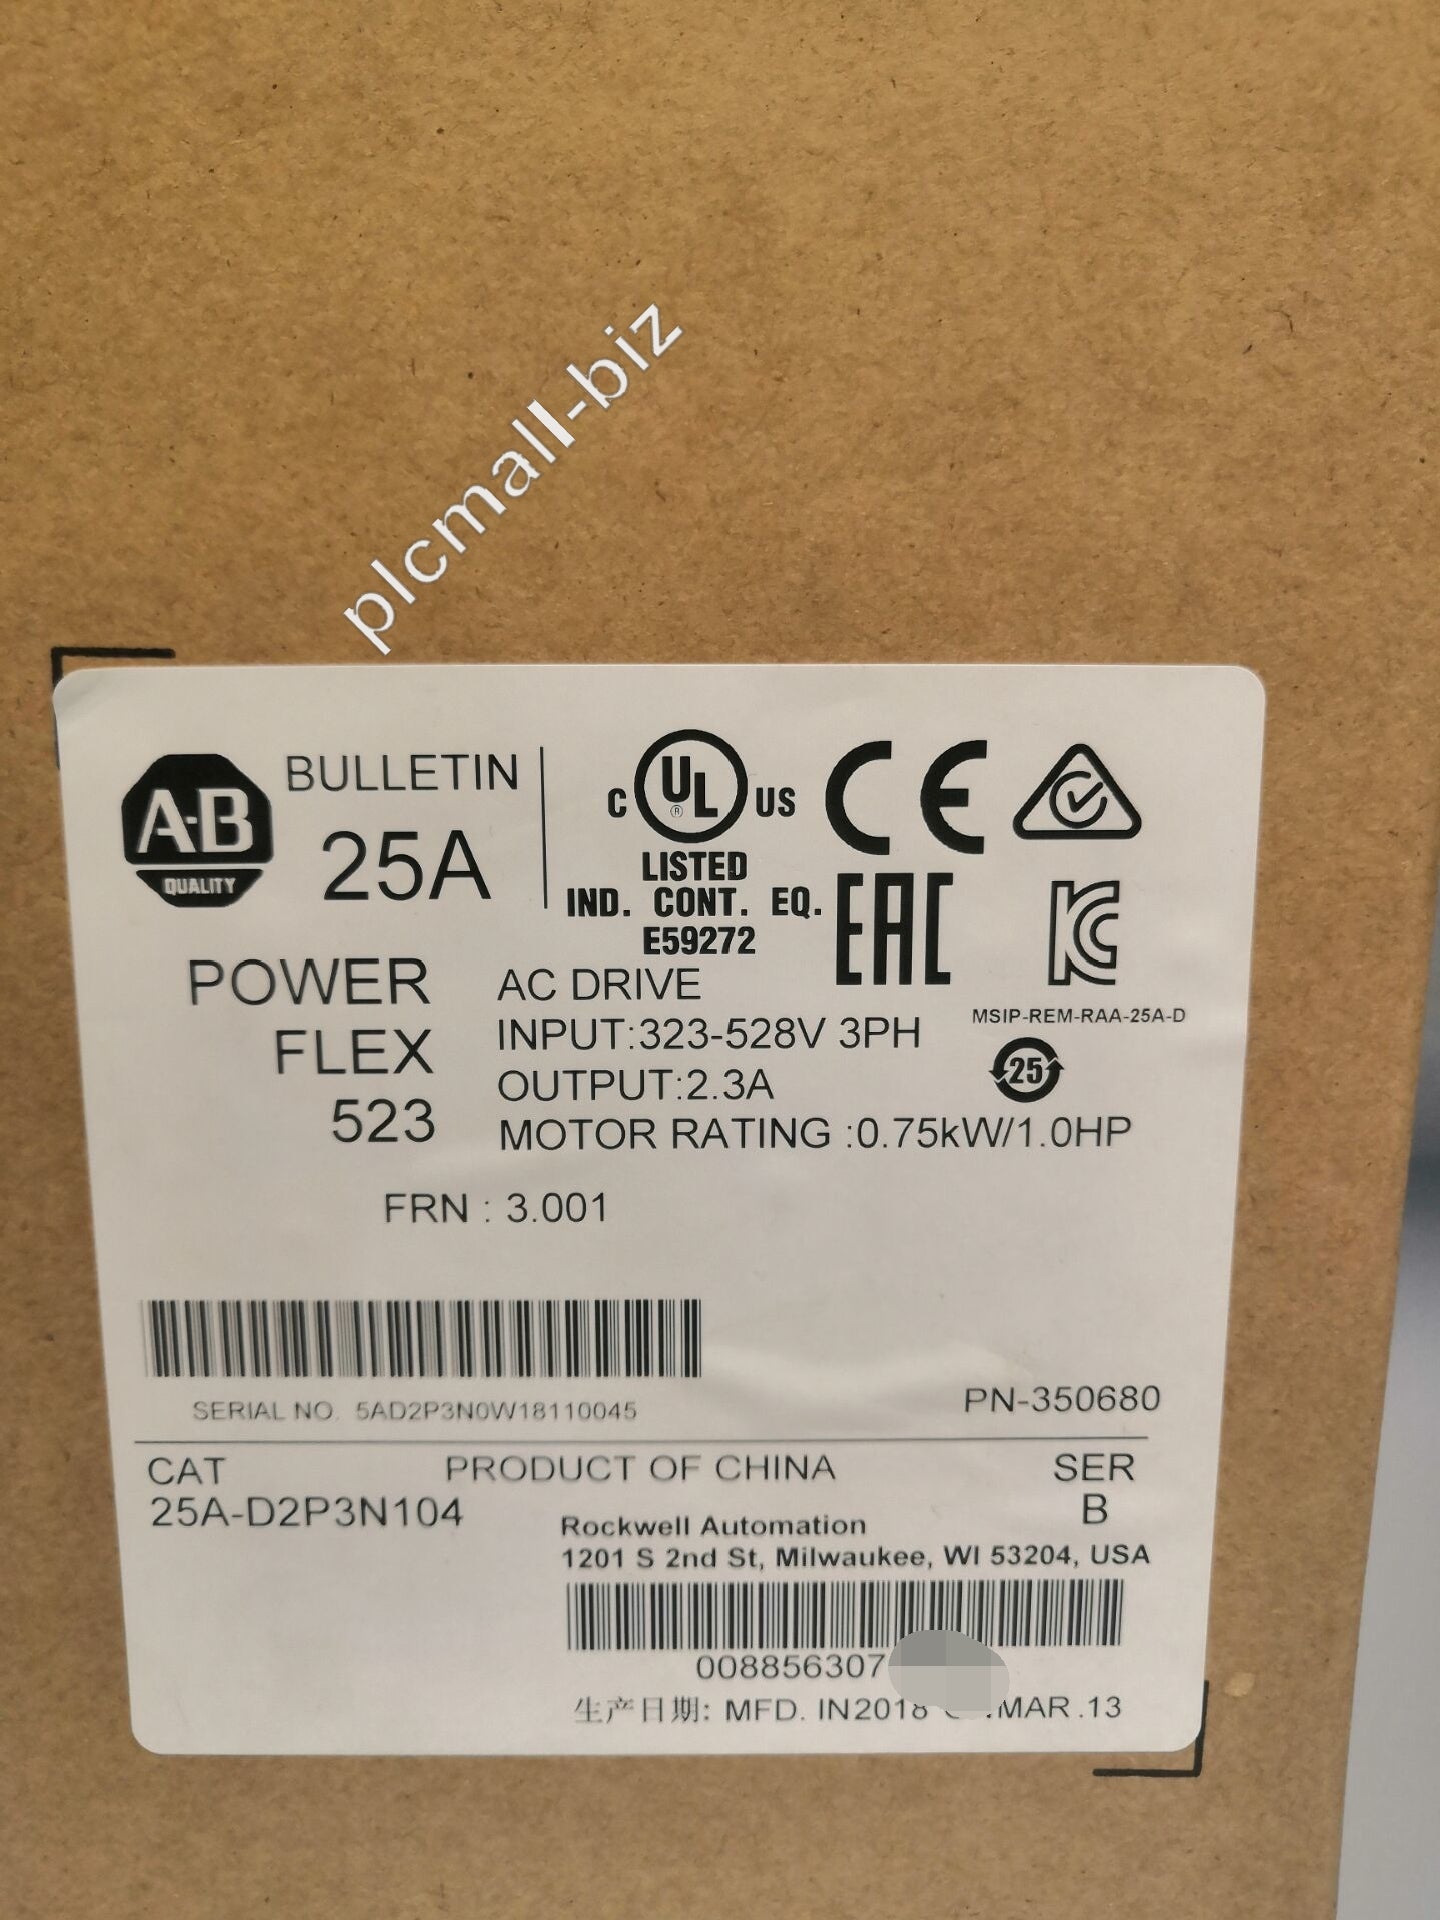 plcmall-biz
A-B
QUALITY
BULLETIN
25A
C UL ® US
LISTED
IND. CONT. EQ.
E59272
CE
EAC
KC
MSIP-REM-RAA-25A-D
25
POWER
FLEX
523
AC DRIVE
INPUT:323-528V 3PH
OUTPUT:2.3A
MOTOR RATING :0.75kW/1.0HP
FRN : 3.001
SERIAL NO. 5AD2P3N0W18110045
PN-350680
CAT
25A-D2P3N104
PRODUCT OF CHINA
SER
B
Rockwell Automation
1201 S 2nd St, Milwaukee, WI 53204, USA
008856307
生产日期: MFD. IN2018 MAR .13